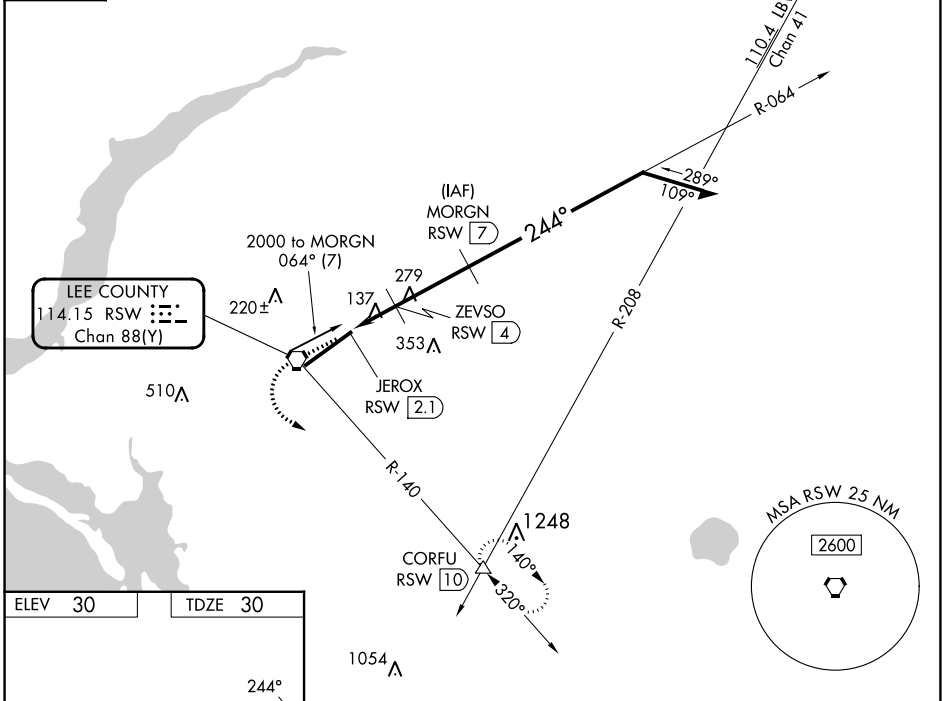 110.4 LB
Chan 41
R-064
289°
109°
(IAF)
MORGN
RSW 7
244°
2000 to MORGN
064° (7)
279
137
220±
LEE COUNTY
114.15 RSW
Chan 88(Y)
ZEVSO
RSW 4
353
R-208
510
JEROX
RSW 2.1
R-140
MSA RSW 25 NM
2600
1248
CORFU
RSW 10
140°
320°
ELEV 30
TDZE 30
1054
244°